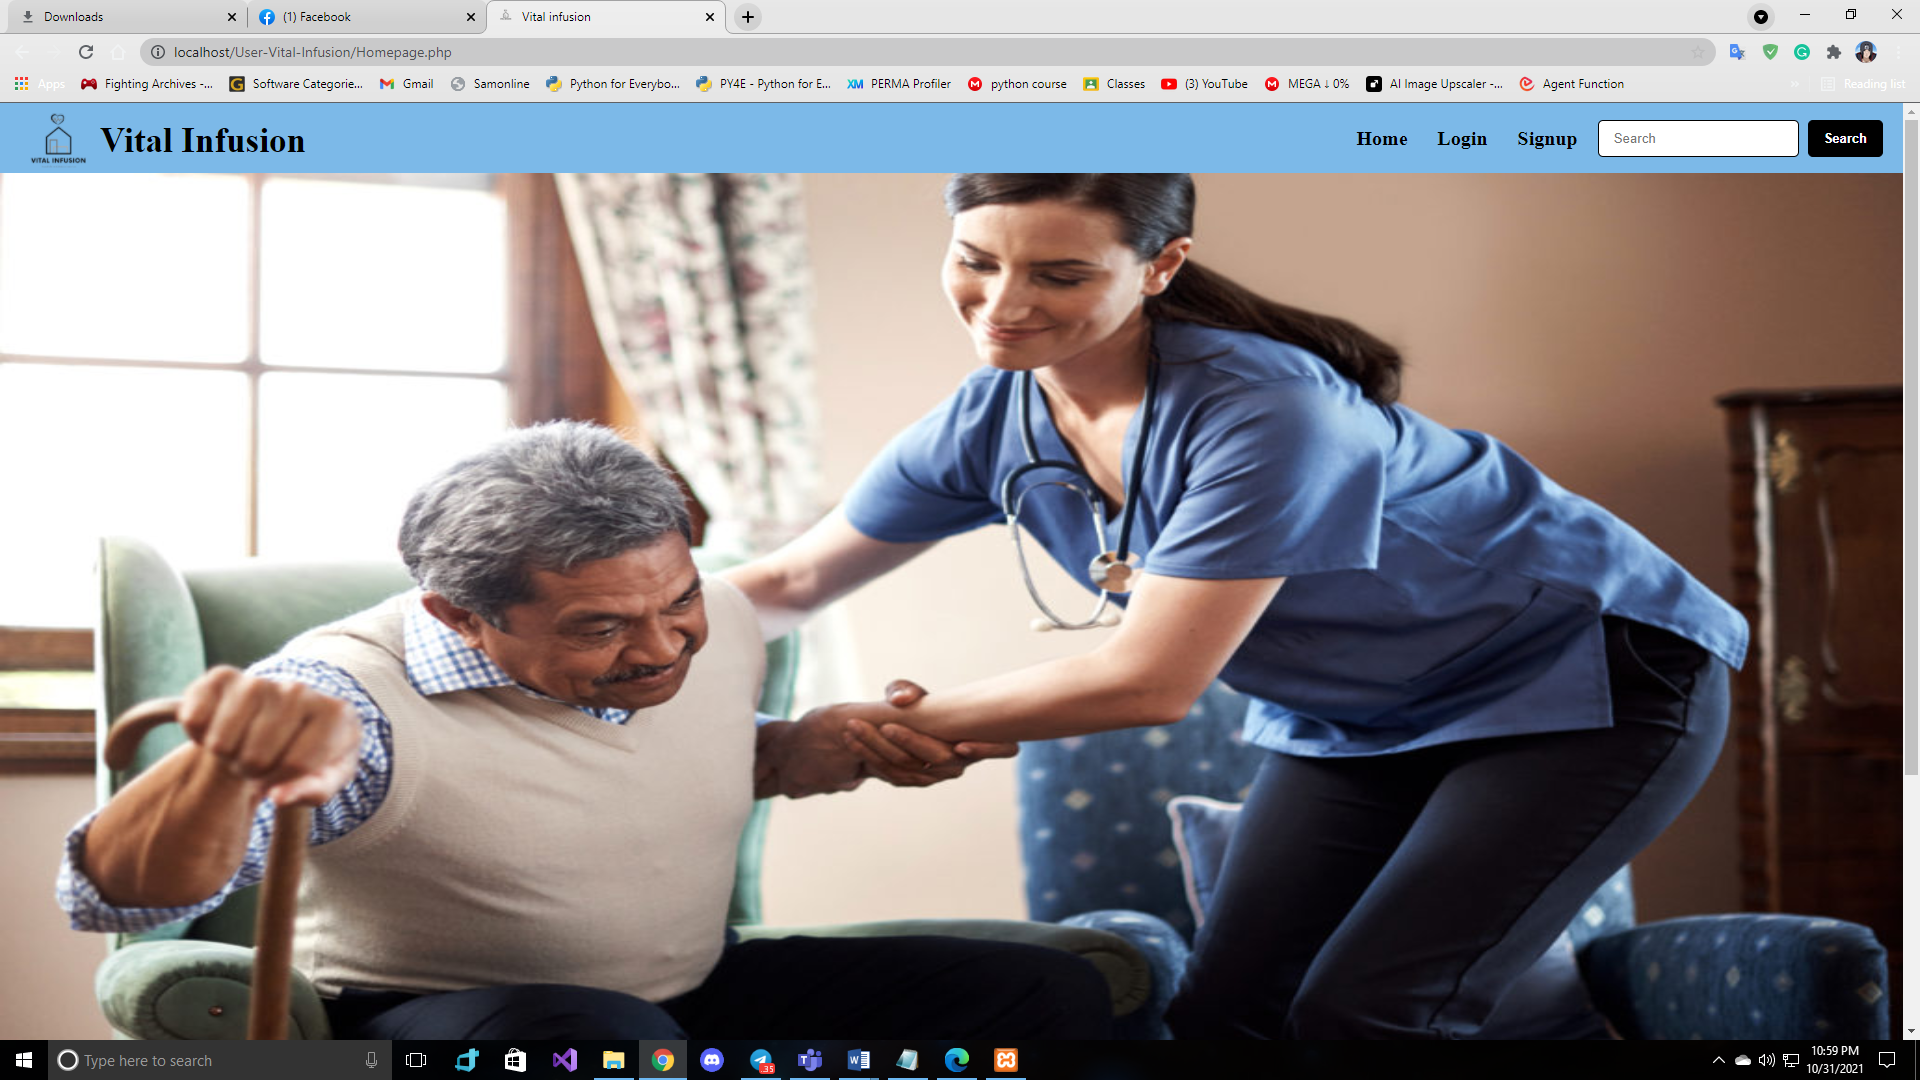 Downloads
(1) Facebook
Vital infusion
localhost/User-Vital-Infusion/Homepage.php
Apps
Fighting Archives -...
Software Categorie...
Gmail
Samonline
Python for Everybo...
PY4E - Python for E...
XM PERMA Profiler
python course
Classes
(3) YouTube
MEGA ↓ 0%
AI Image Upscaler -...
Agent Function
»
Reading list
VITAL INFUSION
Vital Infusion
Home
Login
Signup
Search
Search
Type here to search
.35
10:59 PM
10/31/2021